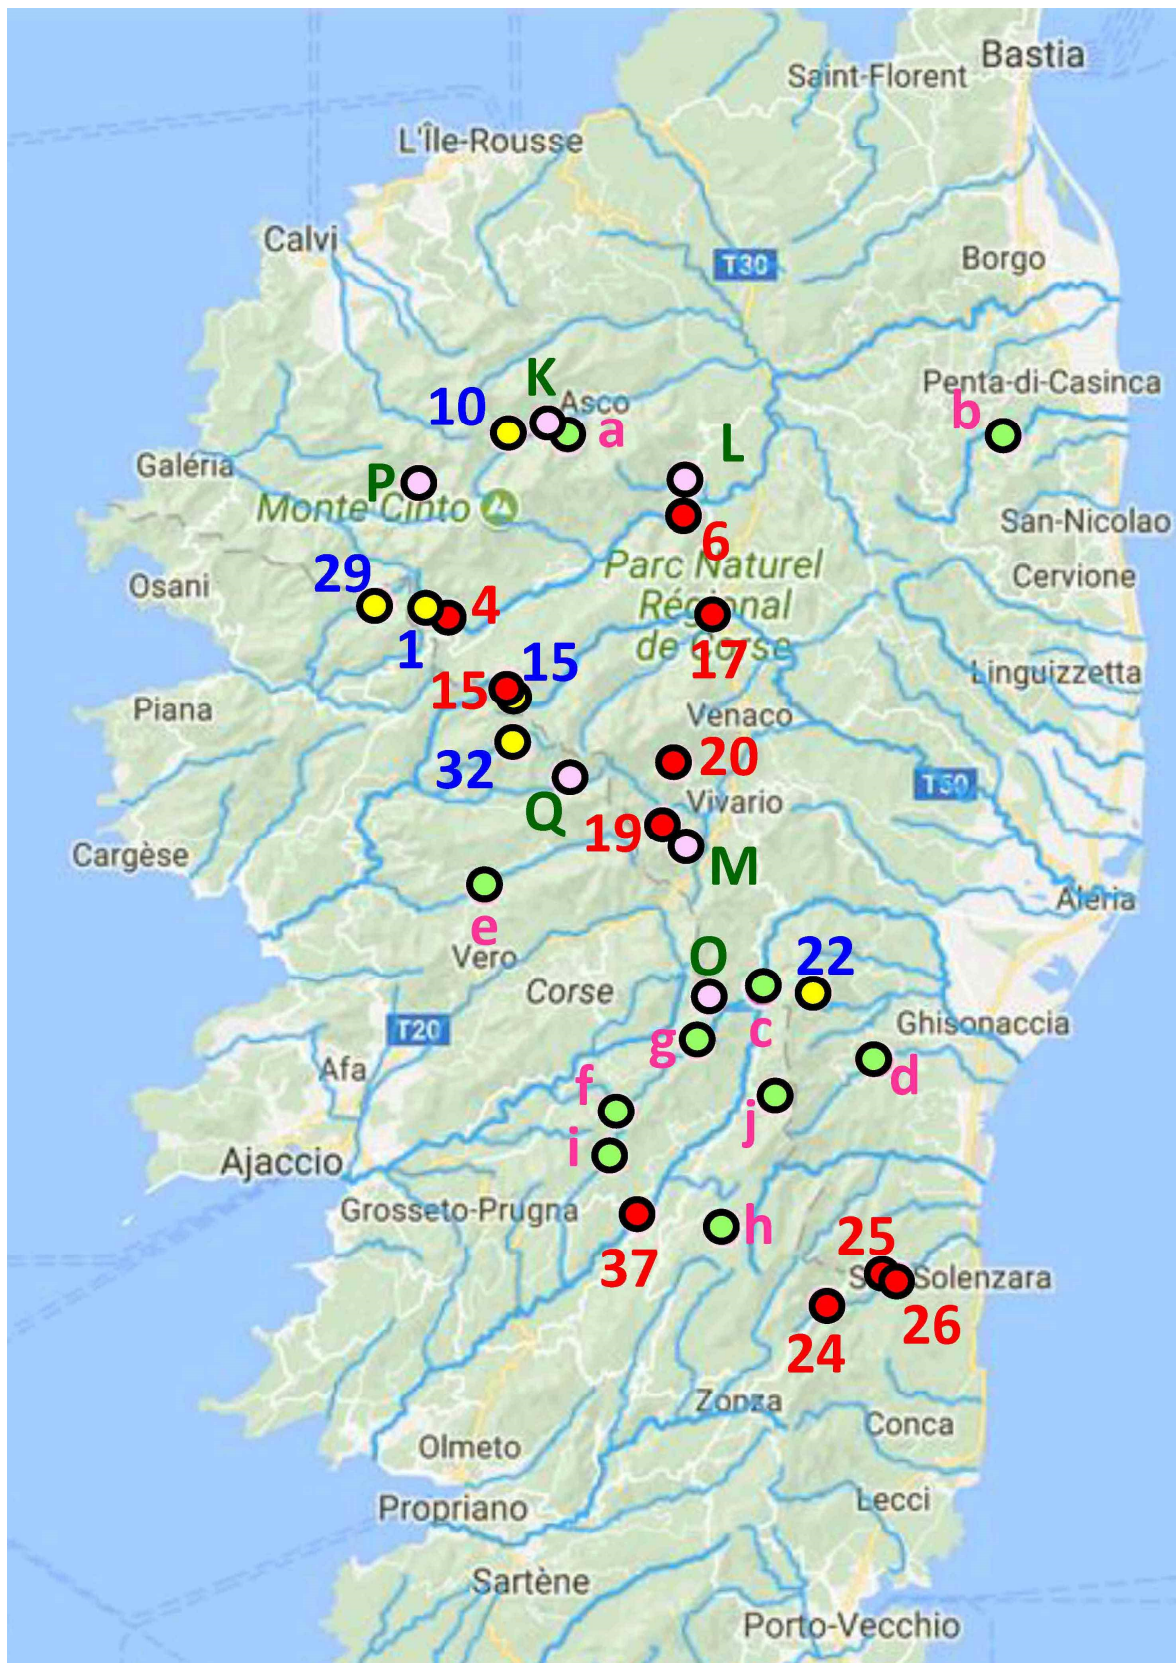 Bastia
Saint-Florent
L'Île-Rousse
Calvi
Borgo
T30
K
Penta-di-Casinca
10
Asco
a
b
L
Galéria
P
Monte Cinto
San-Nicolao
6
Parc Naturel
Régional
de Corse
29
Osani
Cervione
4
1
15
17
15
Linguizzetta
Piana
Venaco
20
32
T50
Vivario
Q
19
Cargèse
M
Aléria
e
Vero
O
22
Corse
c
T20
Ghisonaccia
g
Afa
f
d
j
i
Ajaccio
Grosseto-Prugna
h
25
37
Solenzara
26
24
Zonza
Conca
Olmeto
Lecci
Propriano
Sartène
Porto-Vecchio